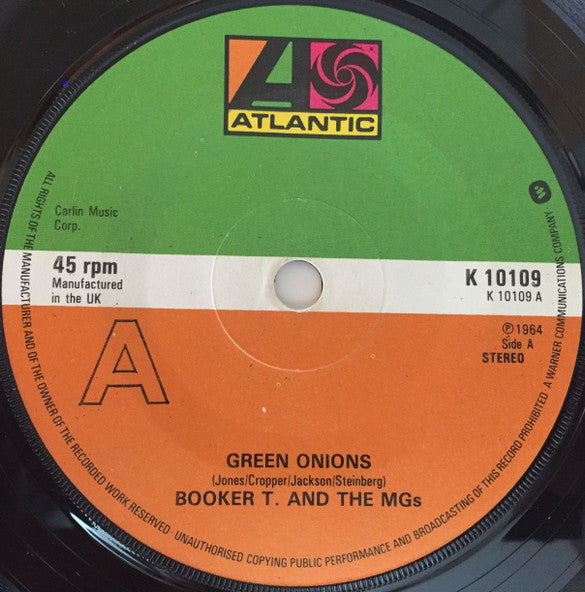 ATLANTIC
Carlin Music
Corp.
45 rpm
Manufactured
in the UK
K 10109
K 10109 A
℗1964
Side A
STEREO
A
GREEN ONIONS
(Jones/Cropper/Jackson/Steinberg)
BOOKER T. AND THE MGs
ALL RIGHTS OF THE MANUFACTURER AND OF THE OWNER OF THE RECORDED WORK RESERVED UNAUTHORISED COPYING PUBLIC PERFORMANCE AND BROADCASTING OF THIS RECORD PROHIBITED A WARNER COMMUNICATIONS COMPANY